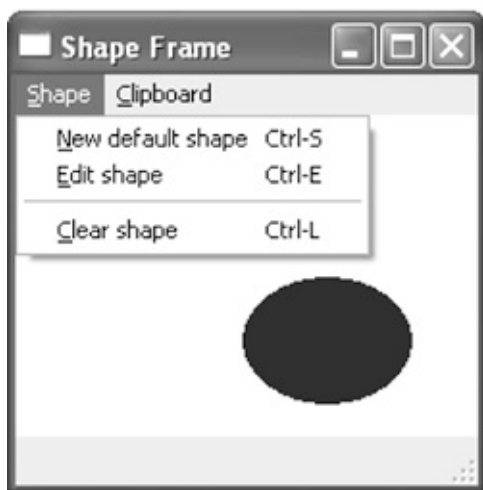 Shape Frame
Shape Clipboard
New default shape Ctrl-S
Edit shape Ctrl-E
Clear shape Ctrl-L